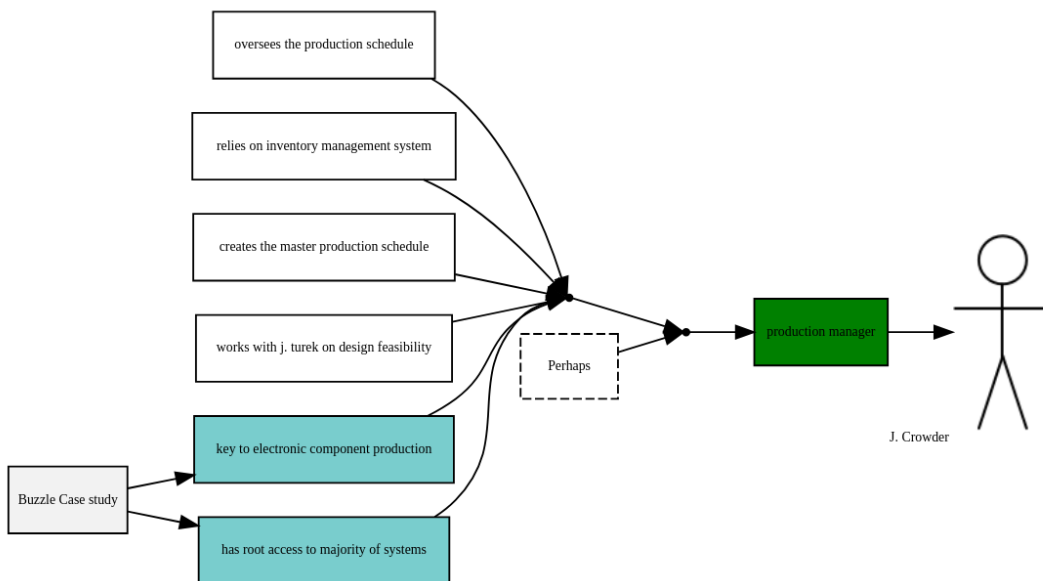 oversees the production schedule
relies on inventory management system
creates the master production schedule
works with j. turek on design feasibility
Perhaps
production manager
key to electronic component production
J. Crowder
Buzzle Case study
has root access to majority of systems